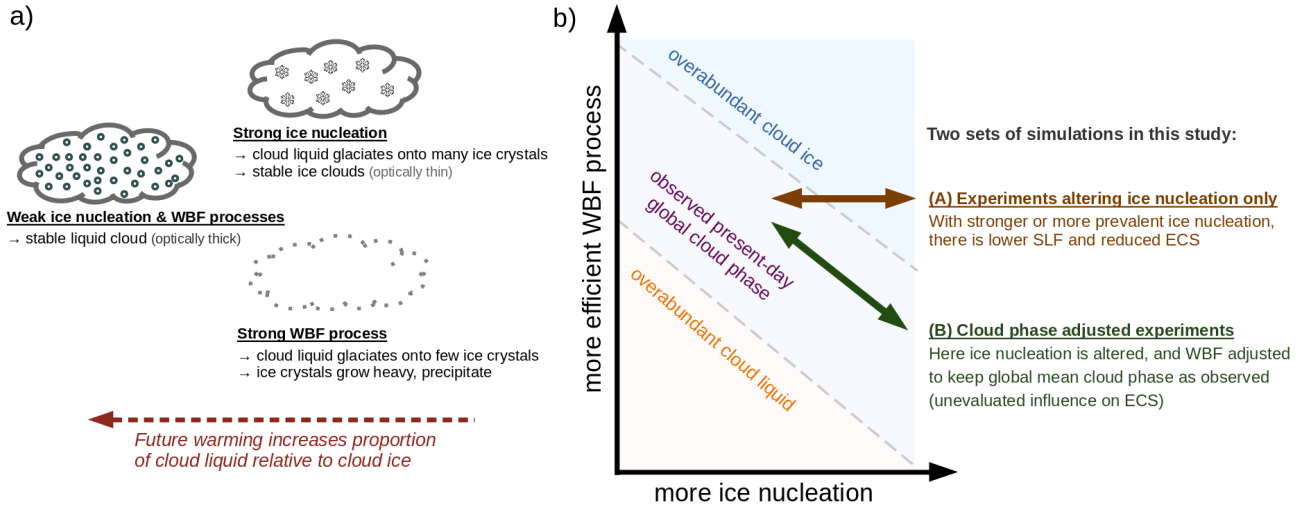 a)
Strong ice nucleation
→ cloud liquid glaciates onto many ice crystals
→ stable ice clouds (optically thin)
Weak ice nucleation & WBF processes
→ stable liquid cloud (optically thick)
Strong WBF process
→ cloud liquid glaciates onto few ice crystals
→ ice crystals grow heavy, precipitate
Future warming increases proportion
of cloud liquid relative to cloud ice
b)
more efficient WBF process
more ice nucleation
overabundant cloud ice
observed present-day
global cloud phase
overabundant cloud liquid
Two sets of simulations in this study:
(A) Experiments altering ice nucleation only
With stronger or more prevalent ice nucleation,
there is lower SLF and reduced ECS
(B) Cloud phase adjusted experiments
Here ice nucleation is altered, and WBF adjusted
to keep global mean cloud phase as observed
(unevaluated influence on ECS)